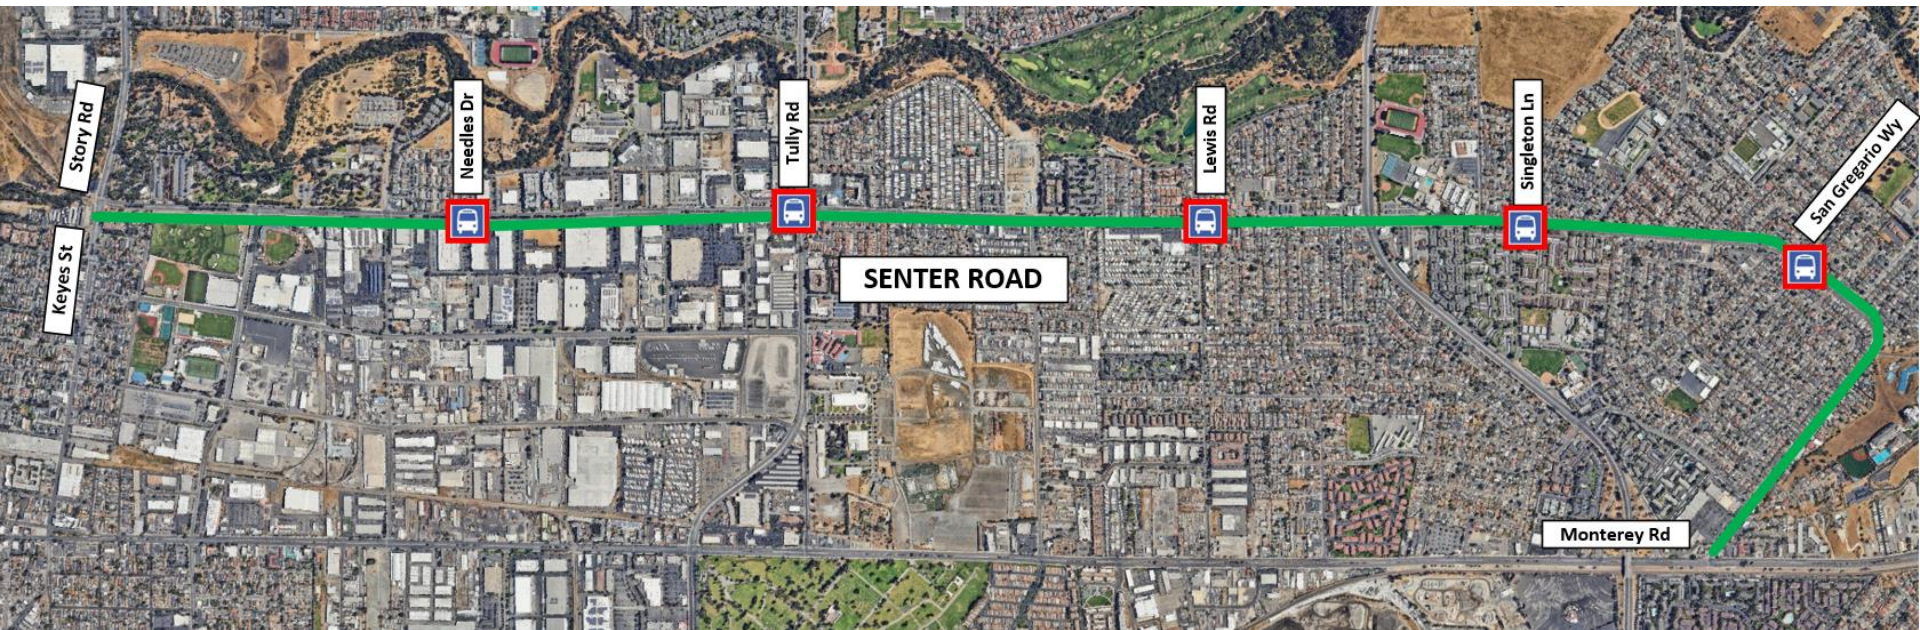 Story Rd
Keyes St
Needles Dr
Tully Rd
Lewis Rd
Singleton Ln
San Gregario Wy
SENTER ROAD
Monterey Rd